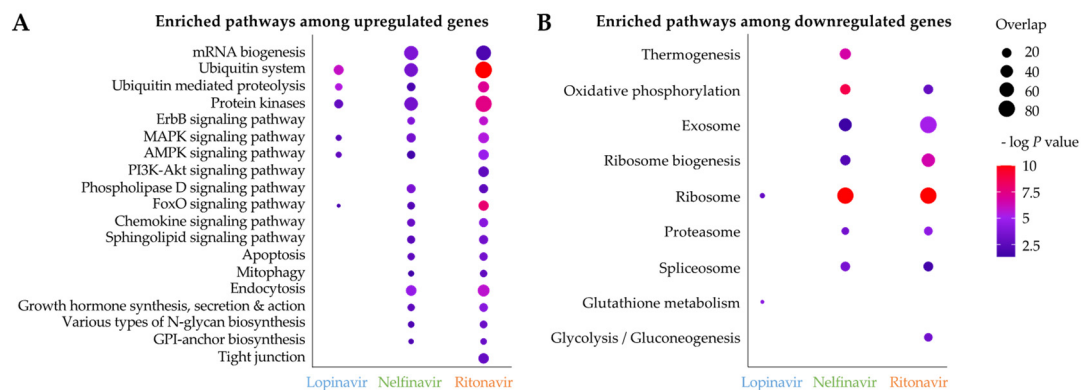 A
Enriched pathways among upregulated genes
mRNA biogenesis
Ubiquitin system
Ubiquitin mediated proteolysis
Protein kinases
ErbB signaling pathway
MAPK signaling pathway
AMPK signaling pathway
PI3K-Akt signaling pathway
Phospholipase D signaling pathway
FoxO signaling pathway
Chemokine signaling pathway
Sphingolipid signaling pathway
Apoptosis
Mitophagy
Endocytosis
Growth hormone synthesis, secretion & action
Various types of N-glycan biosynthesis
GPI-anchor biosynthesis
Tight junction
Lopinavir Nelfinavir Ritonavir
B
Enriched pathways among downregulated genes
Thermogenesis
Oxidative phosphorylation
Exosome
Ribosome biogenesis
Ribosome
Proteasome
Spliceosome
Glutathione metabolism
Glycolysis / Gluconeogenesis
Lopinavir Nelfinavir Ritonavir
Overlap
20
40
60
80
- log P value
10
7.5
5
2.5